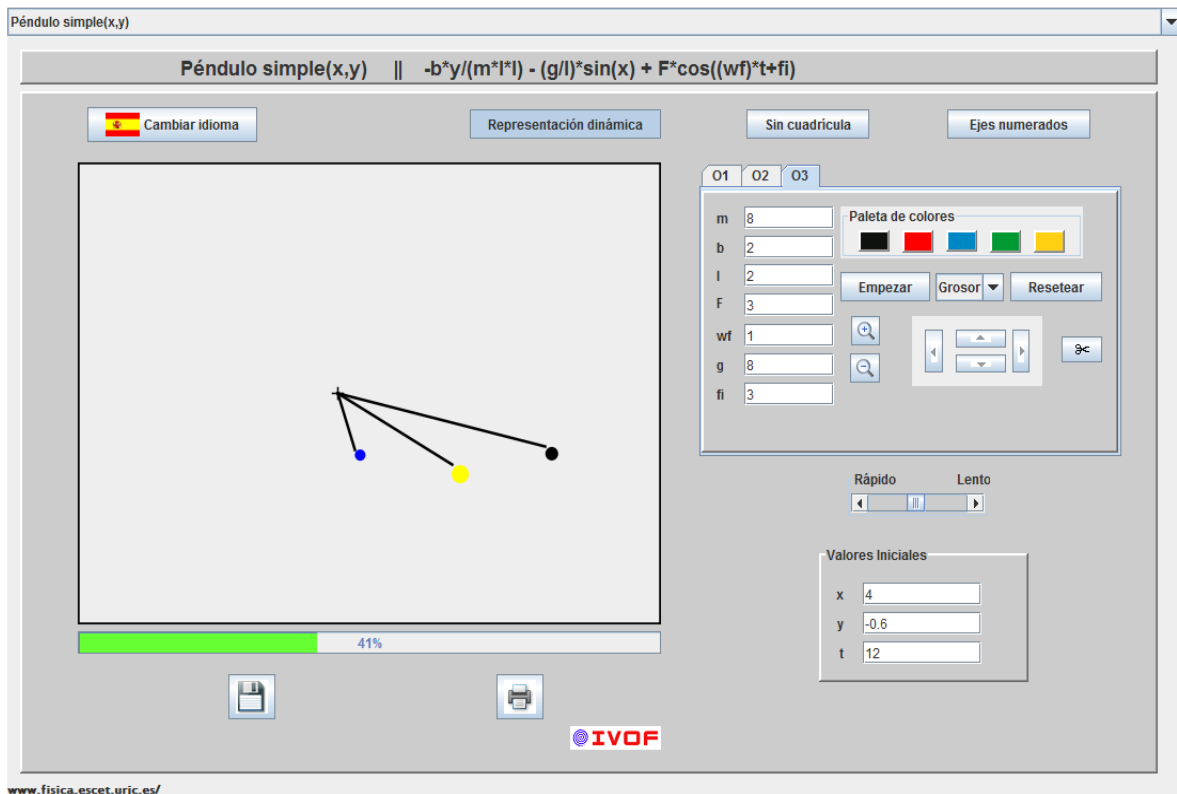 Péndulo simple(x,y)
Péndulo simple(x,y) || -b*y/(m*l*l) - (g/l)*sin(x) + F*cos((wf)*t+fi)
Cambiar idioma
Representación dinámica
Sin cuadrícula
Ejes numerados
O1 O2 O3
m 8
b 2
l 2
F 3
wf 1
g 8
fi 3
Paleta de colores
Empezar
Grosor
Resetear
Rápido Lento
Valores Iniciales
x 4
y -0.6
t 12
41%
IVOF
www.fisica.escet.urjc.es/